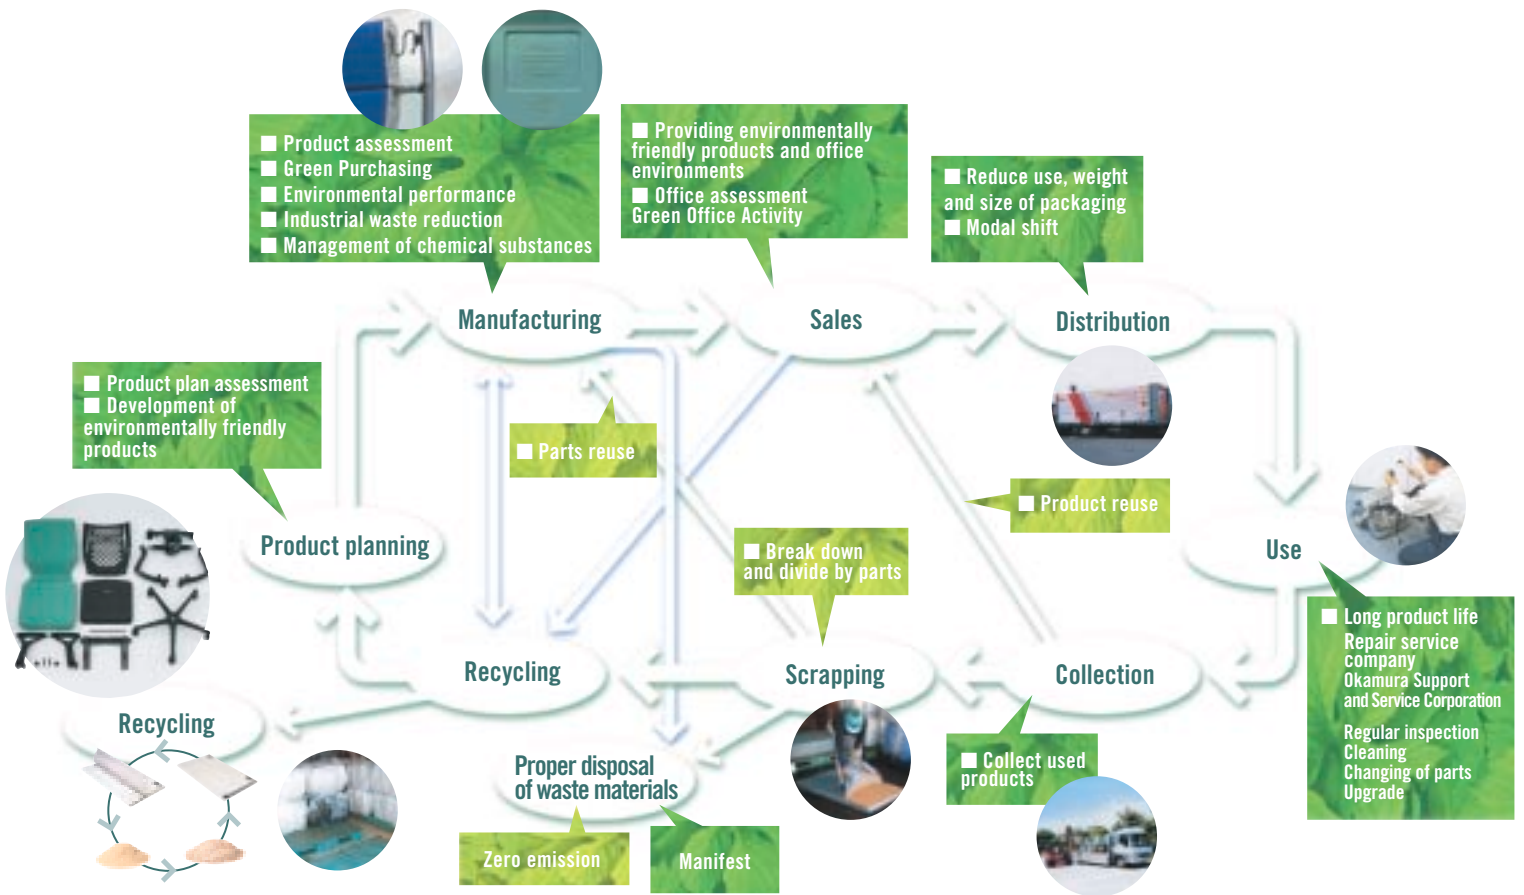 ■ Product assessment
■ Green Purchasing
■ Environmental performance
■ Industrial waste reduction
■ Management of chemical substances
■ Providing environmentally
friendly products and office
environments
■ Office assessment
Green Office Activity
■ Reduce use, weight
and size of packaging
■ Modal shift
Manufacturing
Sales
Distribution
■ Product plan assessment
■ Development of
environmentally friendly
products
■ Parts reuse
■ Product reuse
Product planning
■ Break down
and divide by parts
Use
■ Long product life
Repair service
company
Okamura Support
and Service Corporation
Regular inspection
Cleaning
Changing of parts
Upgrade
Recycling
Scrapping
Collection
Recycling
Proper disposal
of waste materials
■ Collect used
products
Zero emission
Manifest